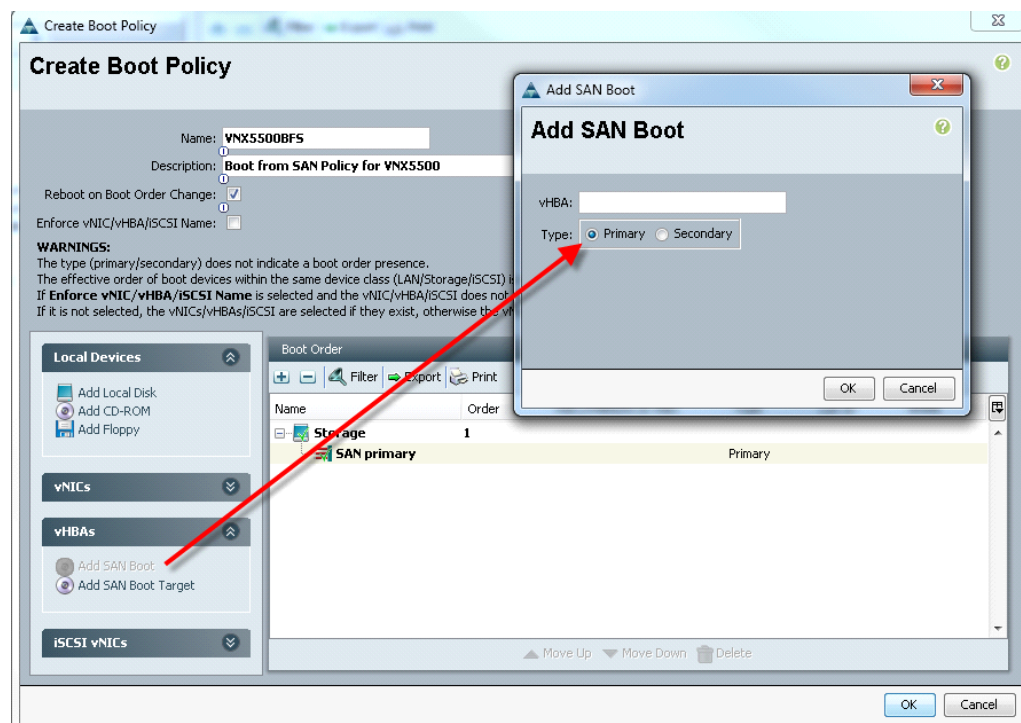 Create Boot Policy
Create Boot Policy
Name: VNX5500BFS
Description: Boot from SAN Policy for VNX5500
Reboot on Boot Order Change:
Enforce vNIC/vHBA/iSCSI Name:
WARNINGS:
The type (primary/secondary) does not indicate a boot order presence.
The effective order of boot devices within the same device class (LAN/Storage/iSCSI)
If Enforce vNIC/vHBA/iSCSI Name is selected and the vNIC/vHBA/iSCSI does not
If it is not selected, the vNICs/vHBAs/iSCSI are selected if they exist, otherwise the
Add SAN Boot
Add SAN Boot
vHBA:
Type: Primary Secondary
OK Cancel
Local Devices
Add Local Disk
Add CD-ROM
Add Floppy
vNICs
vHBAs
Add SAN Boot
Add SAN Boot Target
iSCSI vNICs
Boot Order
Filter Export Print
Name Order
Storage 1
SAN primary Primary
Move Up Move Down Delete
OK Cancel